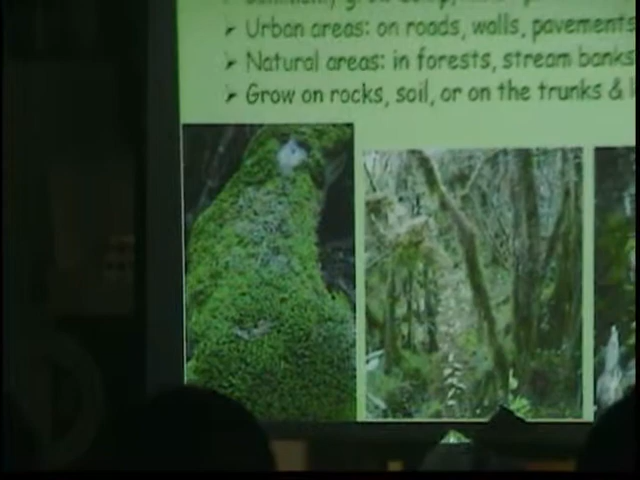 ➤ Urban areas: on roads, walls, pavements
➤ Natural areas: in forests, stream banks
➤ Grow on rocks, soil, or on the trunks &